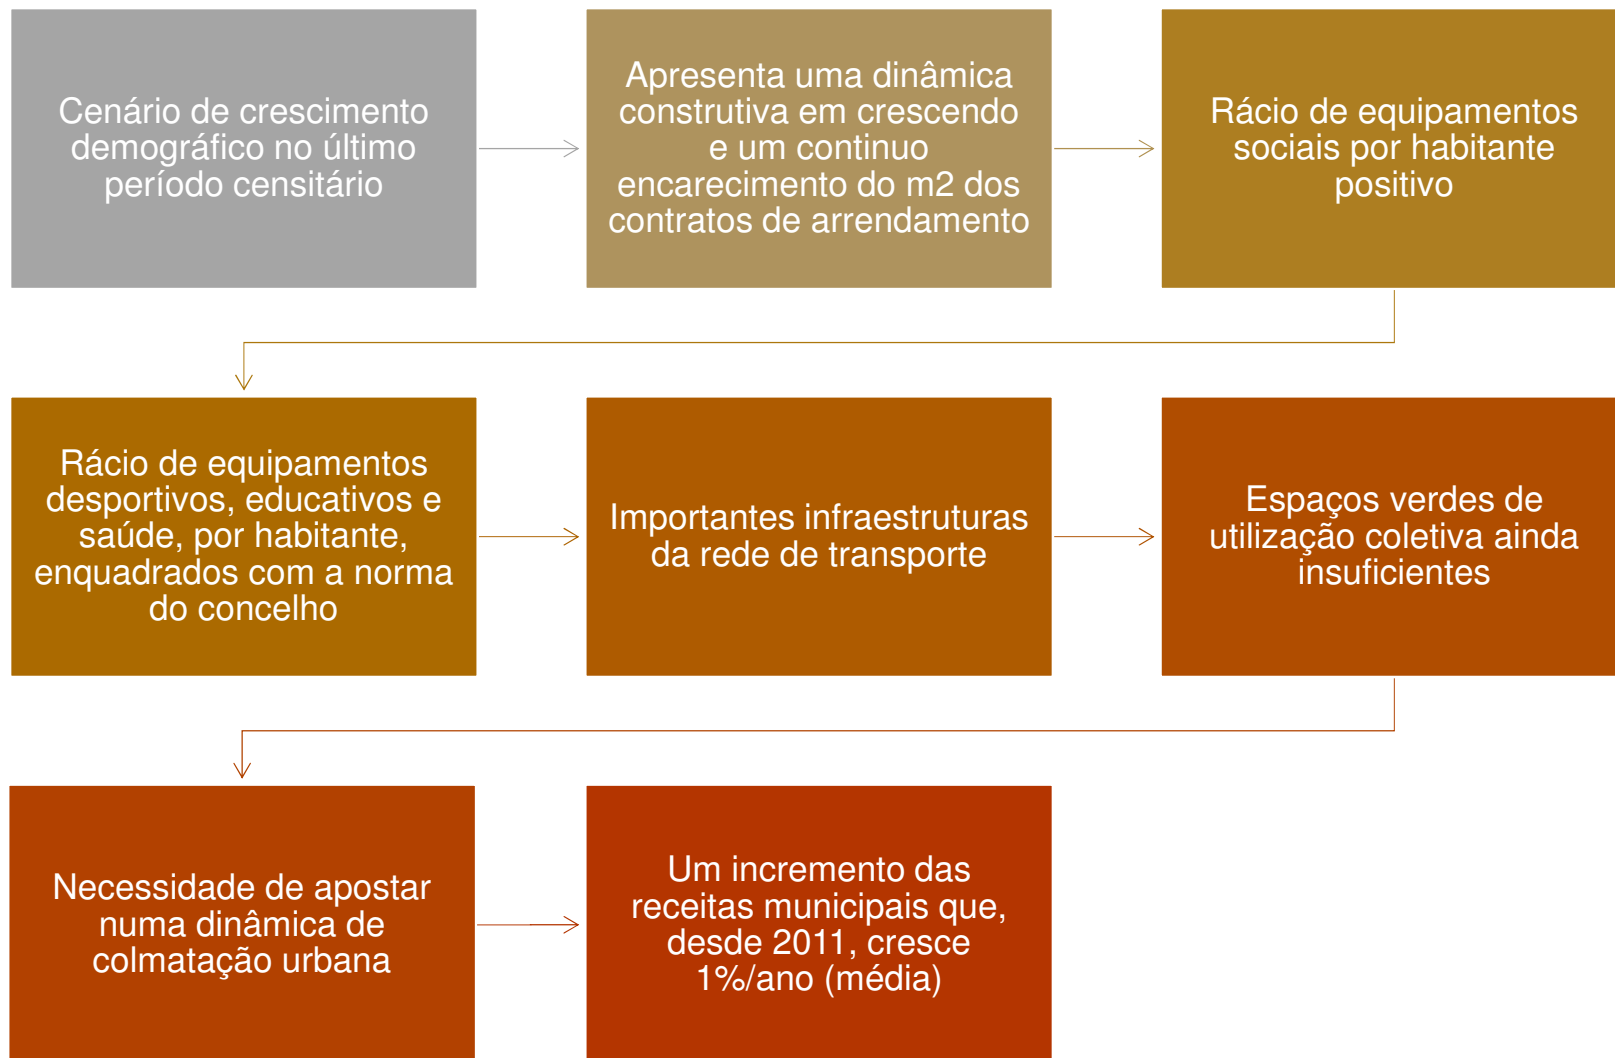 Cenário de crescimento
demográfico no último
período censitário
Apresenta uma dinâmica
construtiva em crescendo
e um continuo
encarecimento do m2 dos
contratos de arrendamento
Rácio de equipamentos
sociais por habitante
positivo
Rácio de equipamentos
desportivos, educativos e
saúde, por habitante,
enquadrados com a norma
do concelho
Importantes infraestruturas
da rede de transporte
Espaços verdes de
utilização coletiva ainda
insuficientes
Necessidade de apostar
numa dinâmica de
colmatação urbana
Um incremento das
receitas municipais que,
desde 2011, cresce
1%/ano (média)